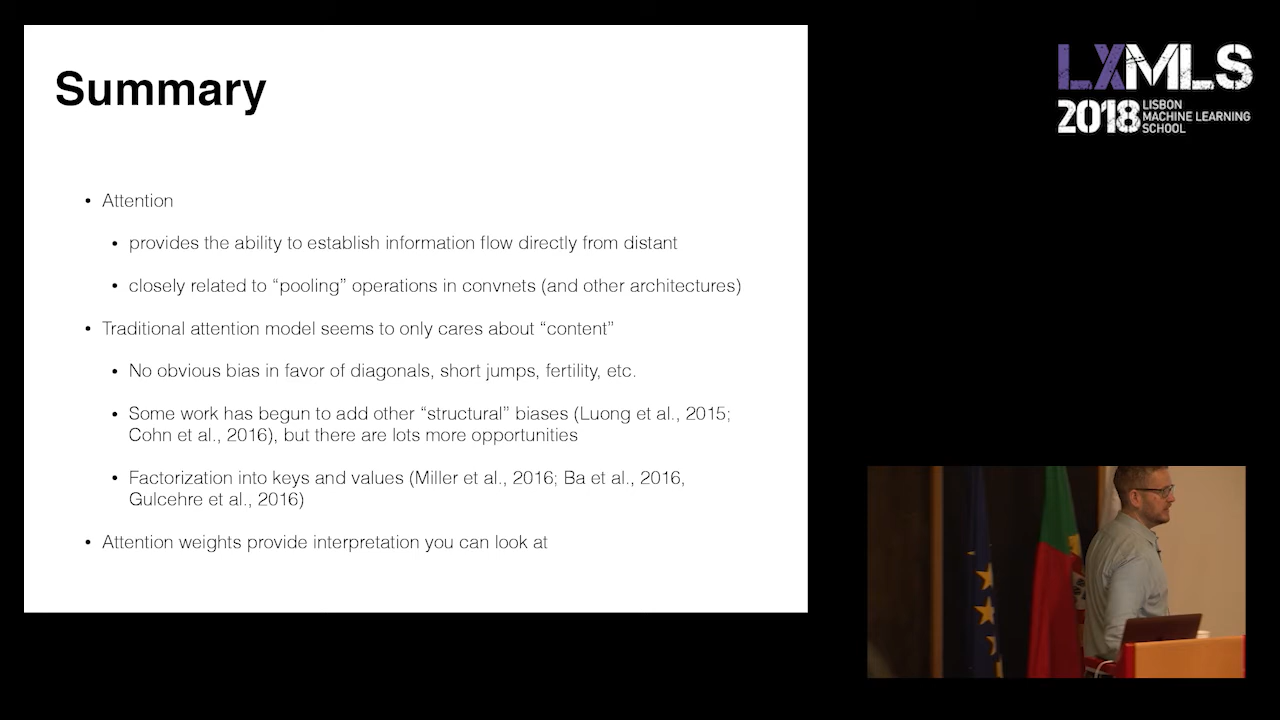 Summary
• Attention
• provides the ability to establish information flow directly from distant
• closely related to “pooling” operations in convnets (and other architectures)
• Traditional attention model seems to only cares about “content”
• No obvious bias in favor of diagonals, short jumps, fertility, etc.
• Some work has begun to add other “structural” biases (Luong et al., 2015;
Cohn et al., 2016), but there are lots more opportunities
• Factorization into keys and values (Miller et al., 2016; Ba et al., 2016,
Gulcehre et al., 2016)
• Attention weights provide interpretation you can look at
LXMLS
2018 LISBON
MACHINE LEARNING
SCHOOL